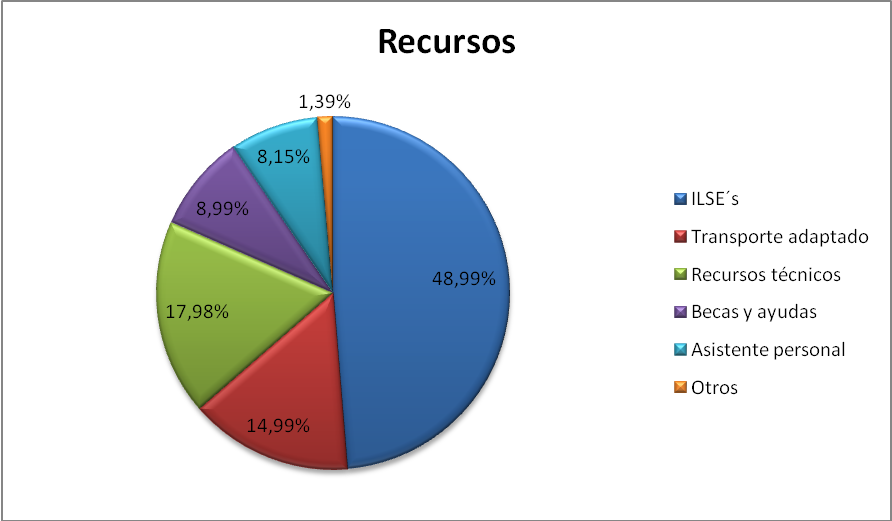 Recursos
1,39%
8,15%
8,99%
48,99%
17,98%
14,99%
ILSE´s
Transporte adaptado
Recursos técnicos
Becas y ayudas
Asistente personal
Otros